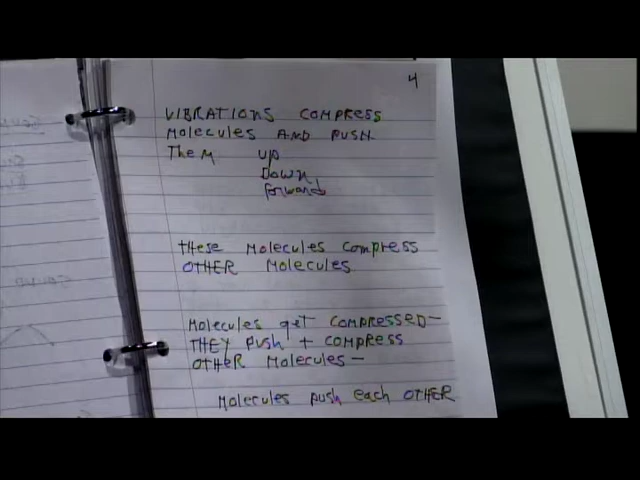 4
VIBRATIONS COMPRESS
Molecules AND PUSH
Them up
Down
forward
These Molecules Compress
OTHER Molecules
Molecules get COMPRESSED-
THEY Push + COMPRESS
OTHER Molecules-
Molecules push each OTHER